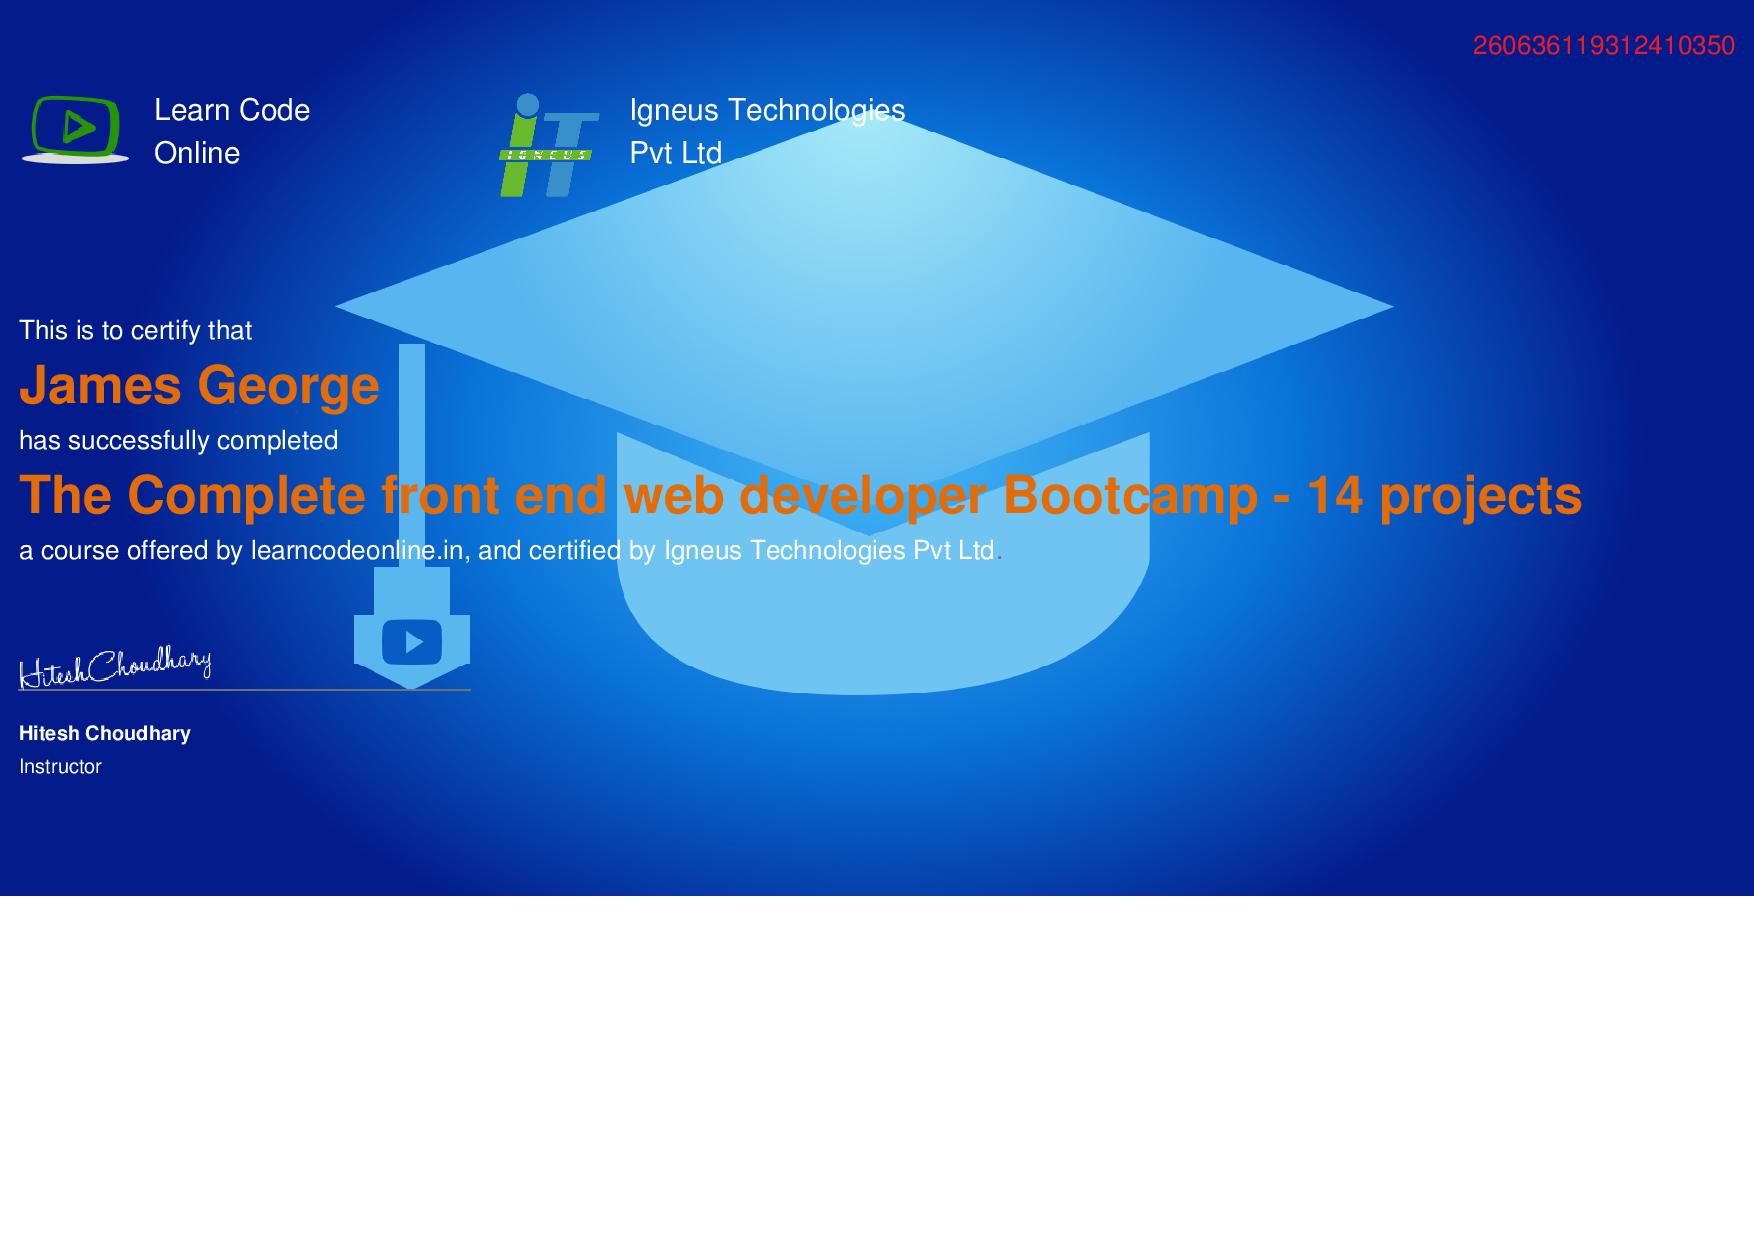 260636119312410350
Learn Code
Online
IGNEUS
Igneus Technologies
Pvt Ltd
This is to certify that
James George
has successfully completed
The Complete front end web developer Bootcamp - 14 projects
a course offered by learncodeonline.in, and certified by Igneus Technologies Pvt Ltd.
HiteshChoudhary
Hitesh Choudhary
Instructor